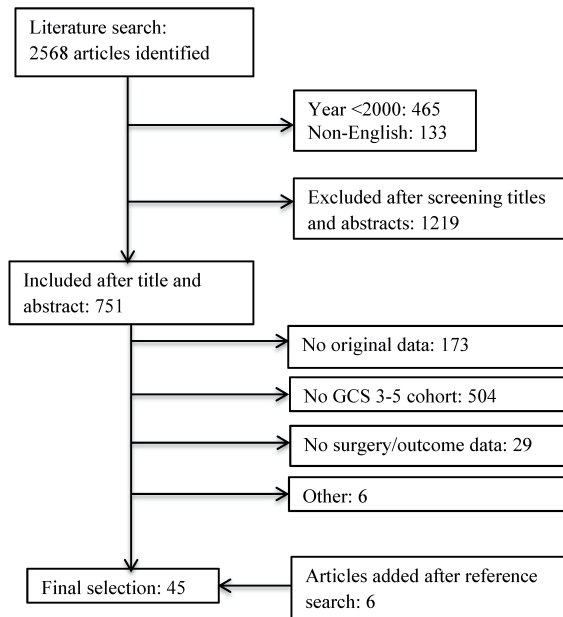 Literature search:
2568 articles identified
Year <2000: 465
Non-English: 133
Excluded after screening titles
and abstracts: 1219
Included after title and
abstract: 751
No original data: 173
No GCS 3-5 cohort: 504
No surgery/outcome data: 29
Other: 6
Final selection: 45
Articles added after reference
search: 6